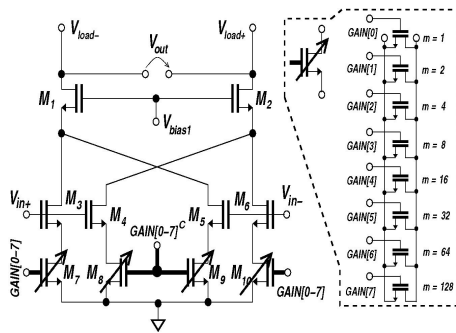 Vload−
Vload+
Vout
M1
M2
Vbias1
Vin+
M3
M4
M5
M6
Vin−
GAIN[0-7]
GAIN[0-7]C
M7
M8
M9
M10
GAIN[0-7]
GAIN[0]
m = 1
GAIN[1]
m = 2
GAIN[2]
m = 4
GAIN[3]
m = 8
GAIN[4]
m = 16
GAIN[5]
m = 32
GAIN[6]
m = 64
GAIN[7]
m = 128